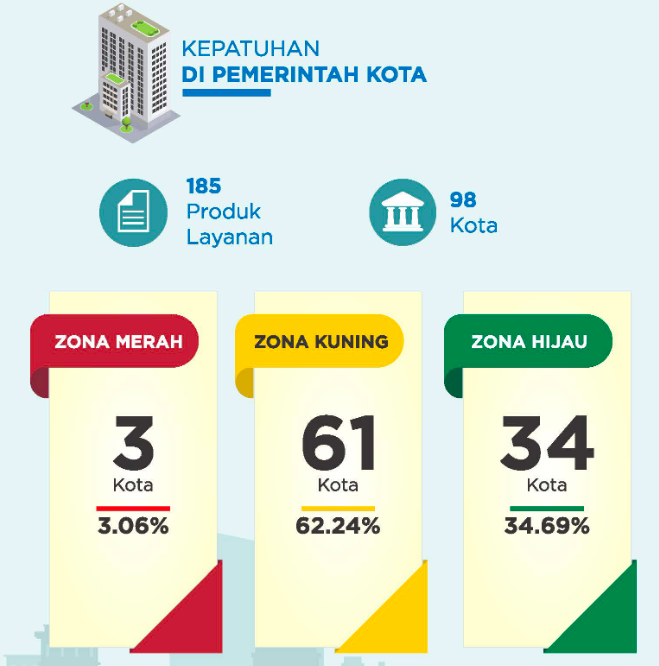 KEPATUHAN
DI PEMERINTAH KOTA
185
Produk
Layanan
98
Kota
ZONA MERAH
3
Kota
3.06%
ZONA KUNING
61
Kota
62.24%
ZONA HIJAU
34
Kota
34.69%